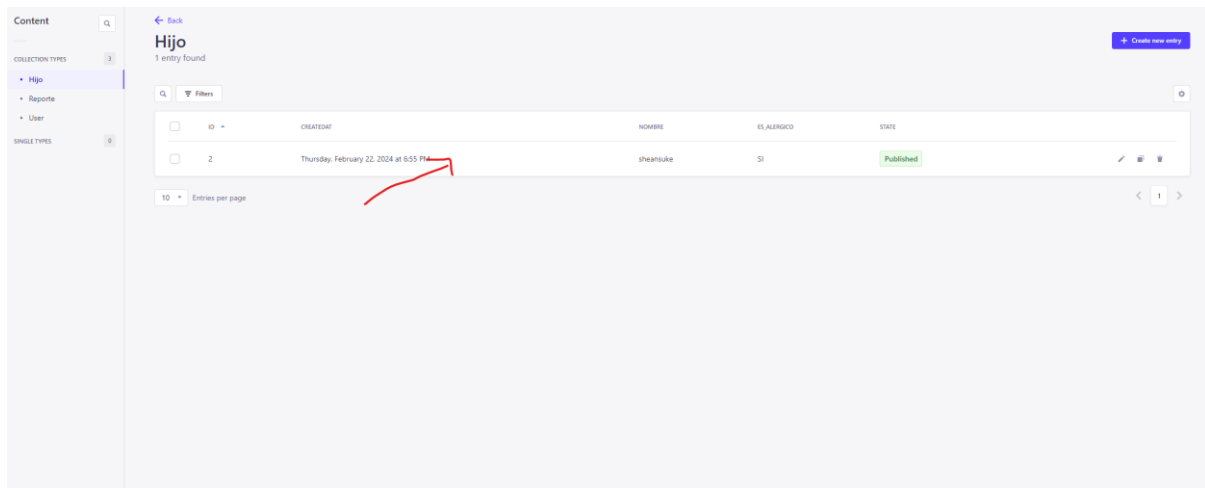 Content
COLLECTION TYPES 3
Hijo
Reporte
User
SINGLE TYPES 0
Back
Hijo
1 entry found
Create new entry
Filters
ID CREATEDAT NOMBRE ES_ALERGICO STATE
2 Thursday, February 22, 2024 at 6:55 PM sheansuke SI Published
10 Entries per page
1